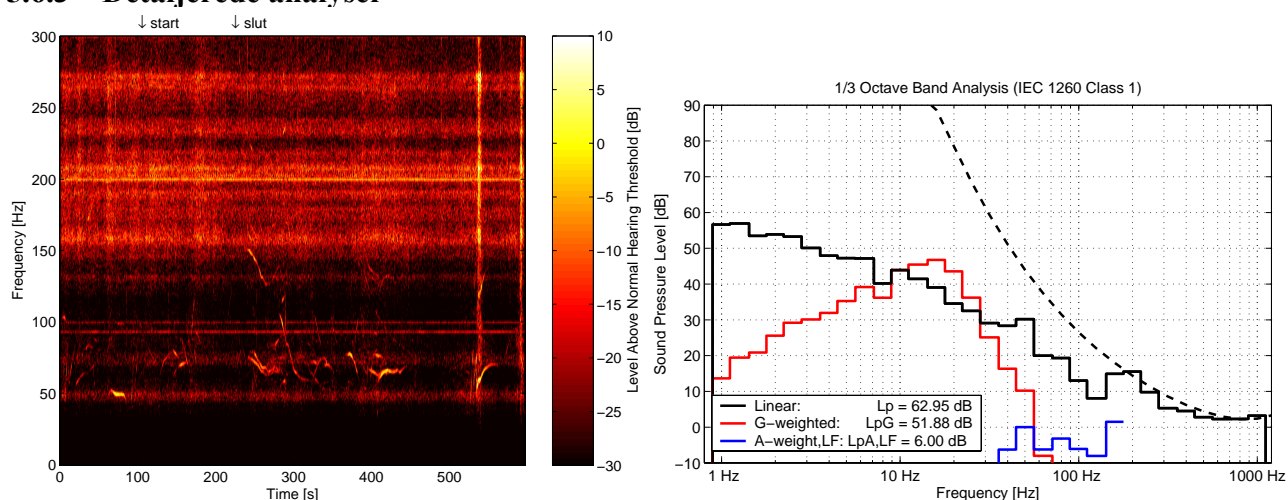 ↓ start ↓ slut
300
250
200
150
100
50
0
Frequency [Hz]
0 100 200 300 400 500
Time [s]
10
5
0
−5
−10
−15
−20
−25
−30
Level Above Normal Hearing Threshold [dB]
1/3 Octave Band Analysis (IEC 1260 Class 1)
90
80
70
60
50
40
30
20
10
0
−10
Sound Pressure Level [dB]
Linear: Lp = 62.95 dB
G−weighted: LpG = 51.88 dB
A−weight,LF: LpA,LF = 6.00 dB
1 Hz 10 Hz 100 Hz 1000 Hz
Frequency [Hz]